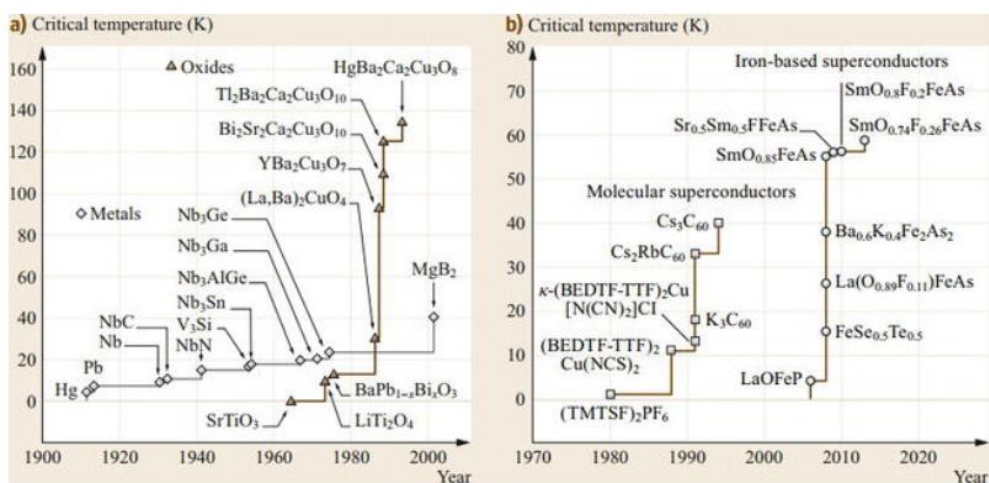 a) Critical temperature (K)
160
140
120
100
80
60
40
20
0
Oxides
HgBa2Ca2Cu3O8
Tl2Ba2Ca2Cu3O10
Bi2Sr2Ca2Cu3O10
YBa2Cu3O7
(La,Ba)2CuO4
Metals
Nb3Ge
Nb3Ga
Nb3AlGe
Nb3Sn
V3Si
NbN
NbC
Nb
Pb
Hg
MgB2
BaPb1–xBixO3
SrTiO3
LiTi2O4
1900 1920 1940 1960 1980 2000
Year
b) Critical temperature (K)
80
70
60
50
40
30
20
10
0
Iron-based superconductors
SmO0.8F0.2FeAs
Sr0.5Sm0.5FFeAs
SmO0.74F0.26FeAs
SmO0.85FeAs
Molecular superconductors
Cs3C60
Ba0.6K0.4Fe2As2
Cs2RbC60
La(O0.89F0.11)FeAs
κ-(BEDTF-TTF)2Cu
[N(CN)2]Cl
K3C60
FeSe0.5Te0.5
(BEDTF-TTF)2
Cu(NCS)2
LaOFeP
(TMTSF)2PF6
1970 1980 1990 2000 2010 2020
Year